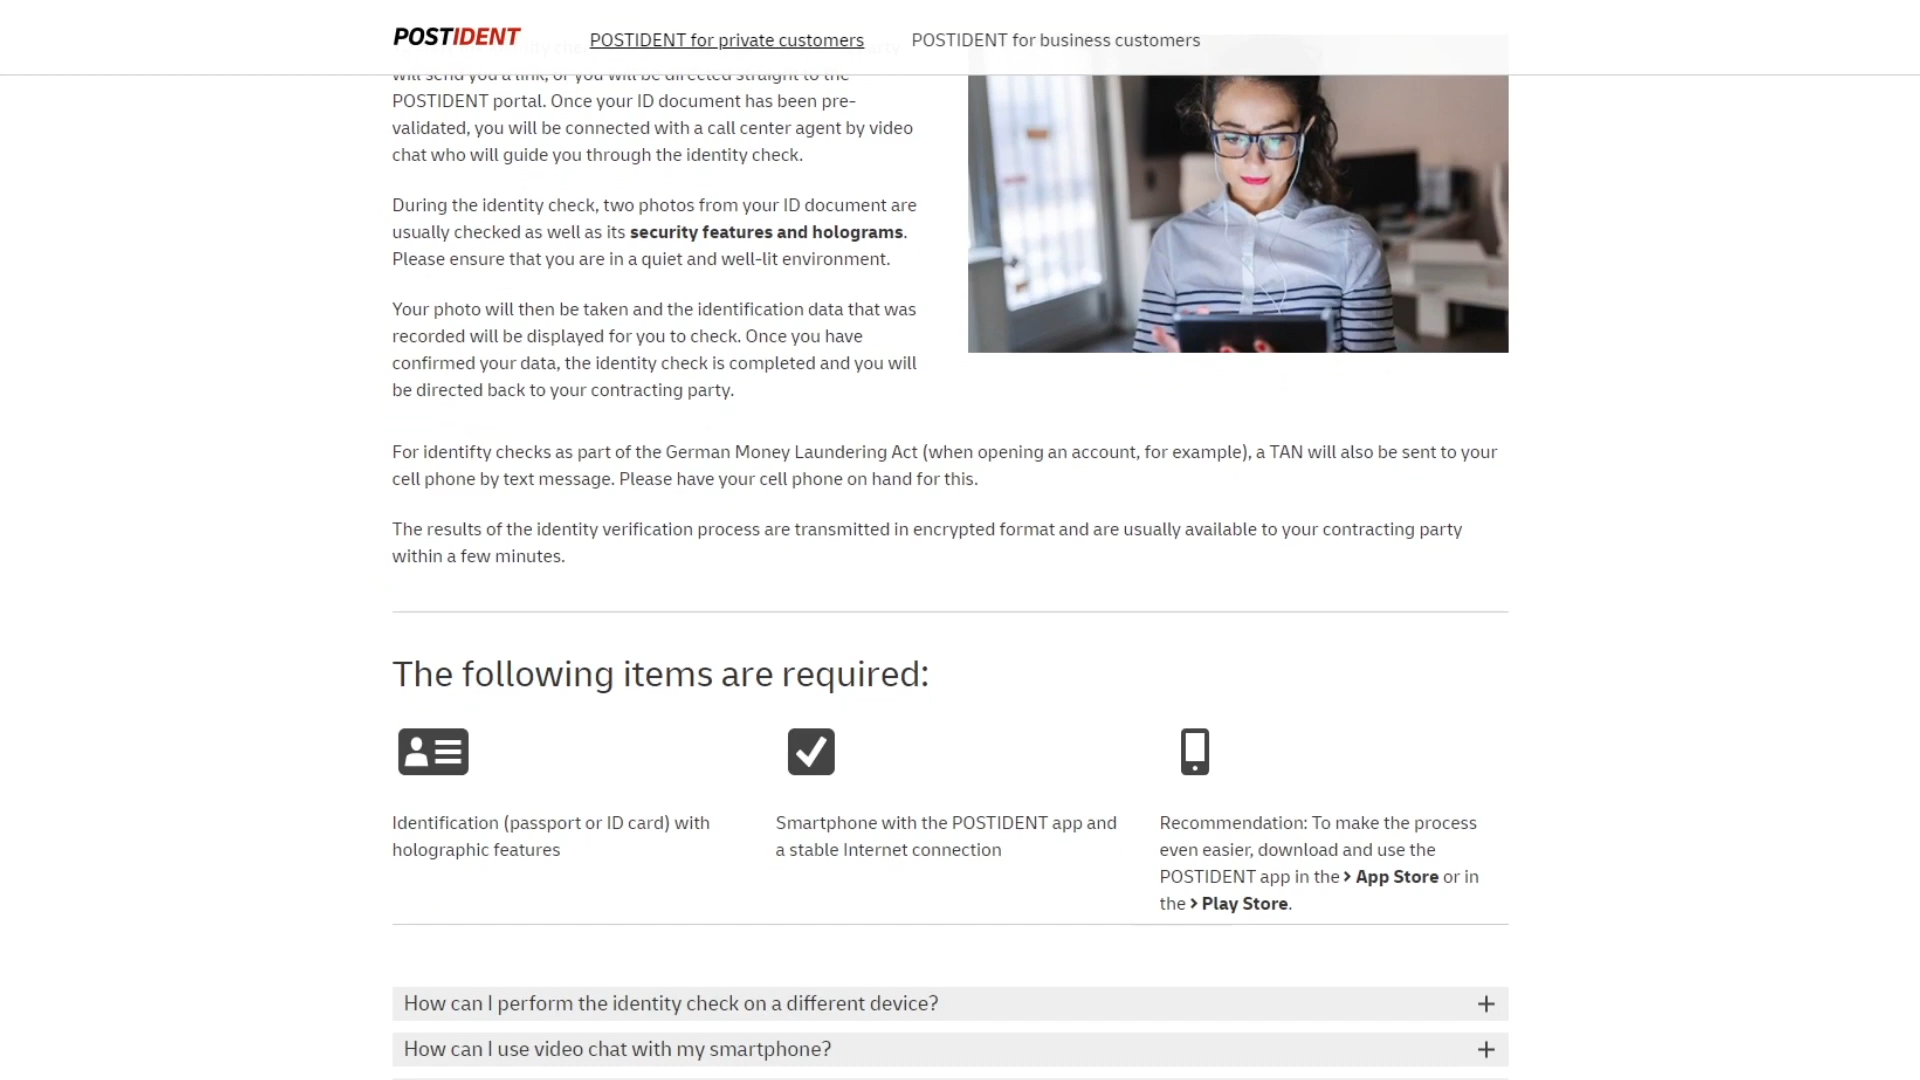 POSTIDENT
POSTIDENT for private customers
POSTIDENT for business customers
will send you a link, or you will be directed straight to the
POSTIDENT portal. Once your ID document has been pre-
validated, you will be connected with a call center agent by video
chat who will guide you through the identity check.
During the identity check, two photos from your ID document are
usually checked as well as its security features and holograms.
Please ensure that you are in a quiet and well-lit environment.
Your photo will then be taken and the identification data that was
recorded will be displayed for you to check. Once you have
confirmed your data, the identity check is completed and you will
be directed back to your contracting party.
For identifty checks as part of the German Money Laundering Act (when opening an account, for example), a TAN will also be sent to your
cell phone by text message. Please have your cell phone on hand for this.
The results of the identity verification process are transmitted in encrypted format and are usually available to your contracting party
within a few minutes.
The following items are required:
Identification (passport or ID card) with
holographic features
Smartphone with the POSTIDENT app and
a stable Internet connection
Recommendation: To make the process
even easier, download and use the
POSTIDENT app in the > App Store or in
the > Play Store.
How can I perform the identity check on a different device?
How can I use video chat with my smartphone?